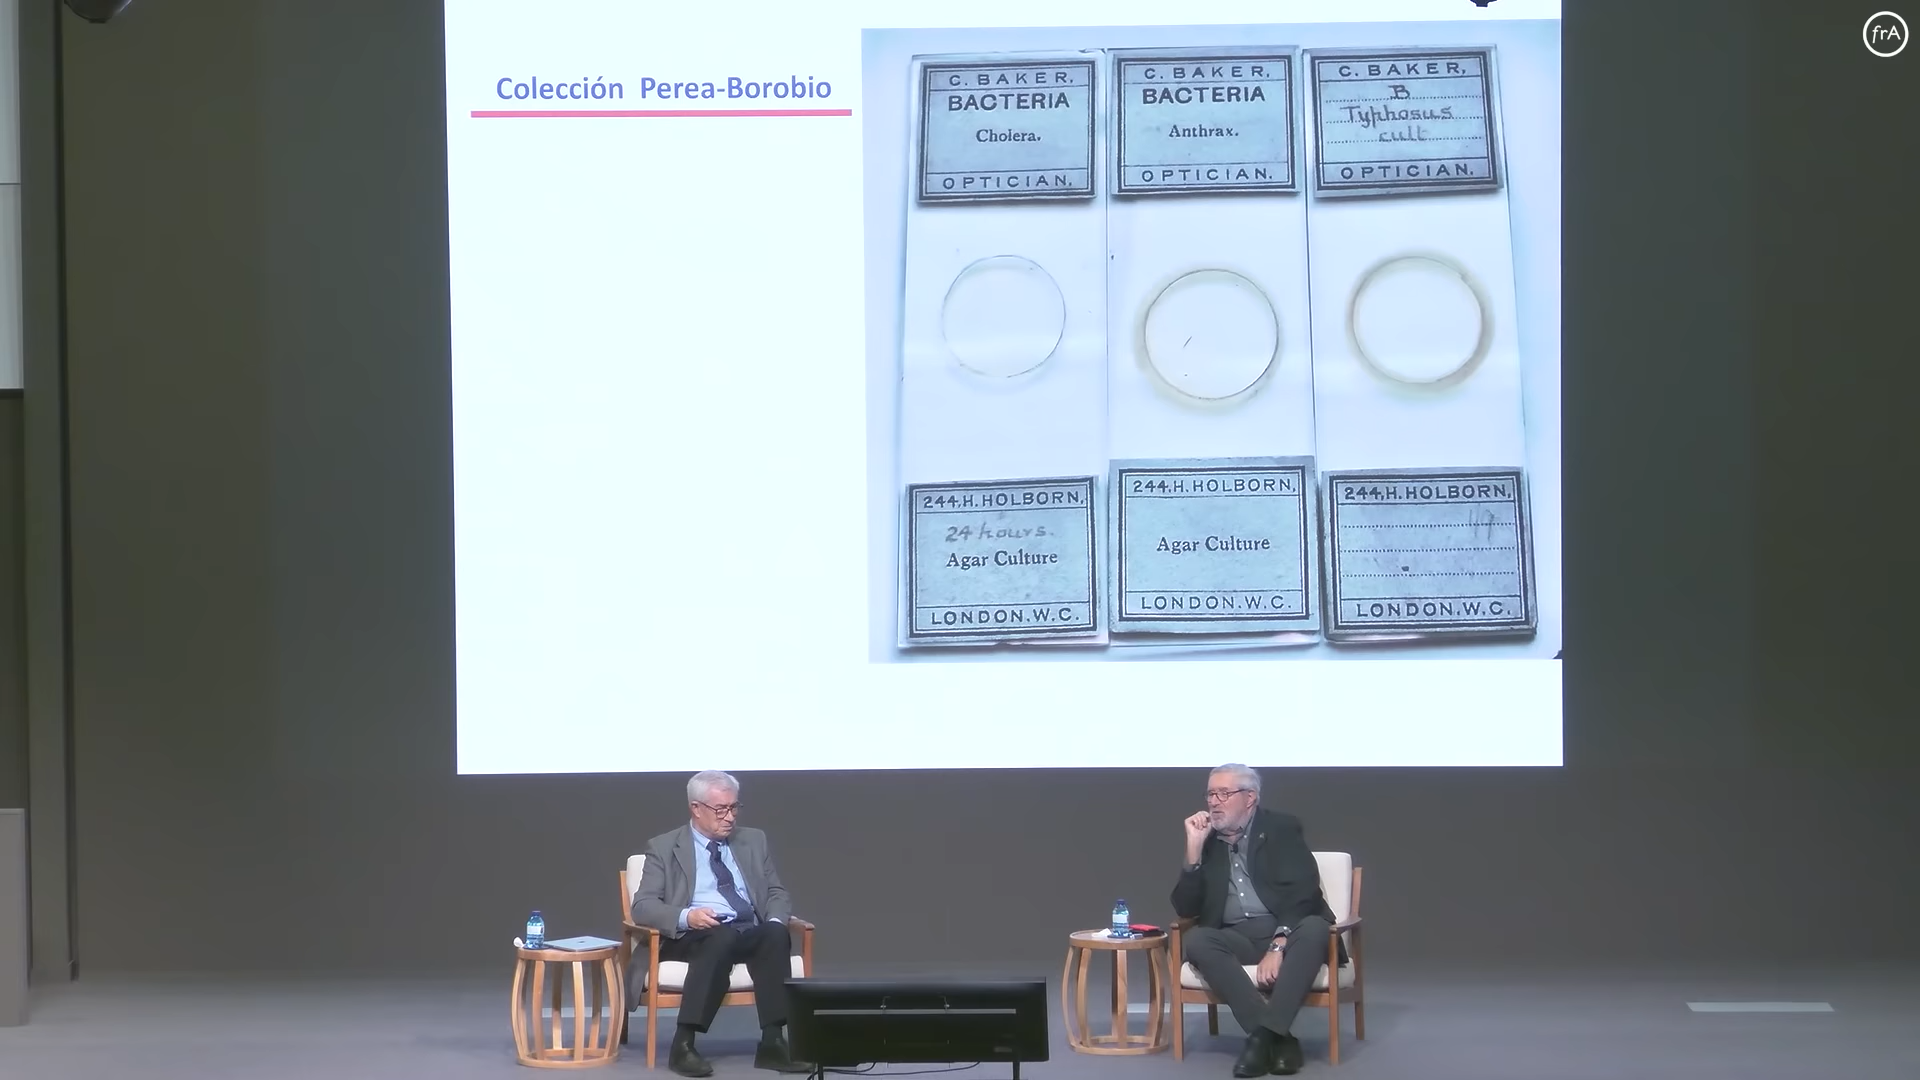 frA
Colección Perea-Borobio
C. BAKER,
BACTERIA
Cholera.
OPTICIAN.
C. BAKER,
BACTERIA
Anthrax.
OPTICIAN.
C. BAKER,
B
Typhosus
cult
OPTICIAN.
244,H.HOLBORN,
24 hours.
Agar Culture
LONDON.W.C.
244,H.HOLBORN,
Agar Culture
LONDON.W.C.
244,H.HOLBORN,
LONDON.W.C.